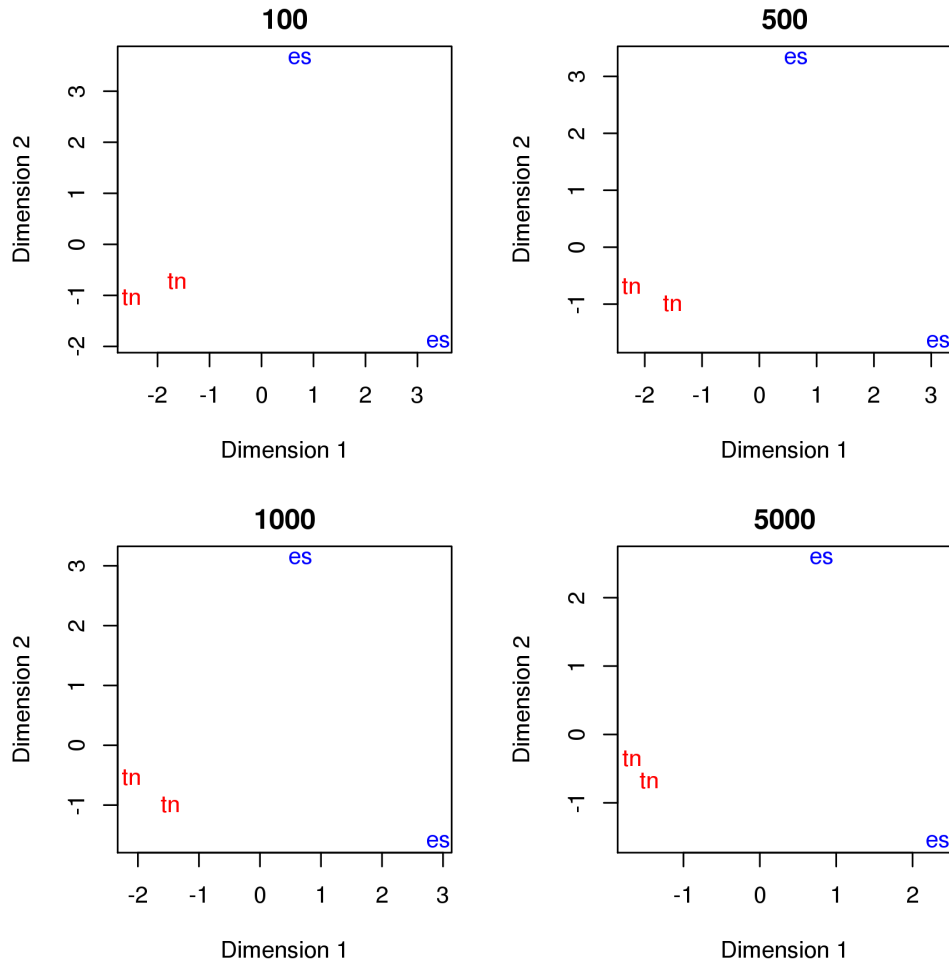 100
es
3
2
1
0
-1
-2
Dimension 2
tn
tn
es
-2 -1 0 1 2 3
Dimension 1
500
es
3
2
1
0
-1
Dimension 2
tn
tn
es
-2 -1 0 1 2 3
Dimension 1
1000
es
3
2
1
0
-1
Dimension 2
tn
tn
es
-2 -1 0 1 2 3
Dimension 1
5000
es
2
1
0
-1
Dimension 2
tn
tn
es
-1 0 1 2
Dimension 1